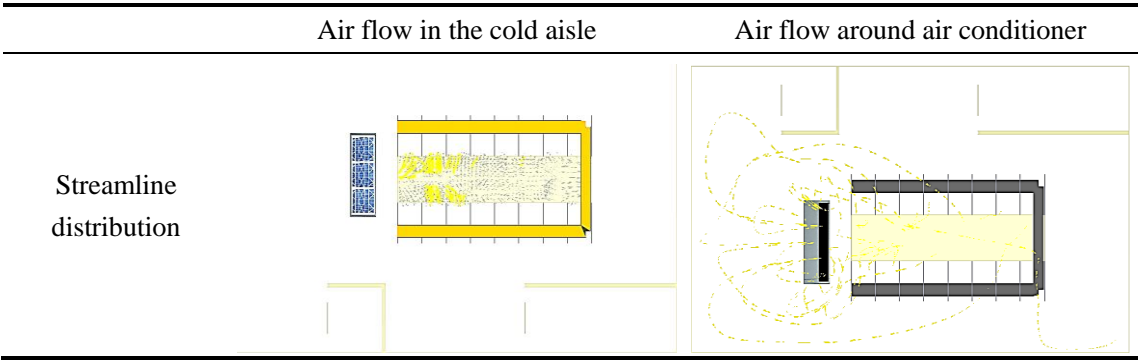 Air flow in the cold aisle
Air flow around air conditioner
Streamline
distribution